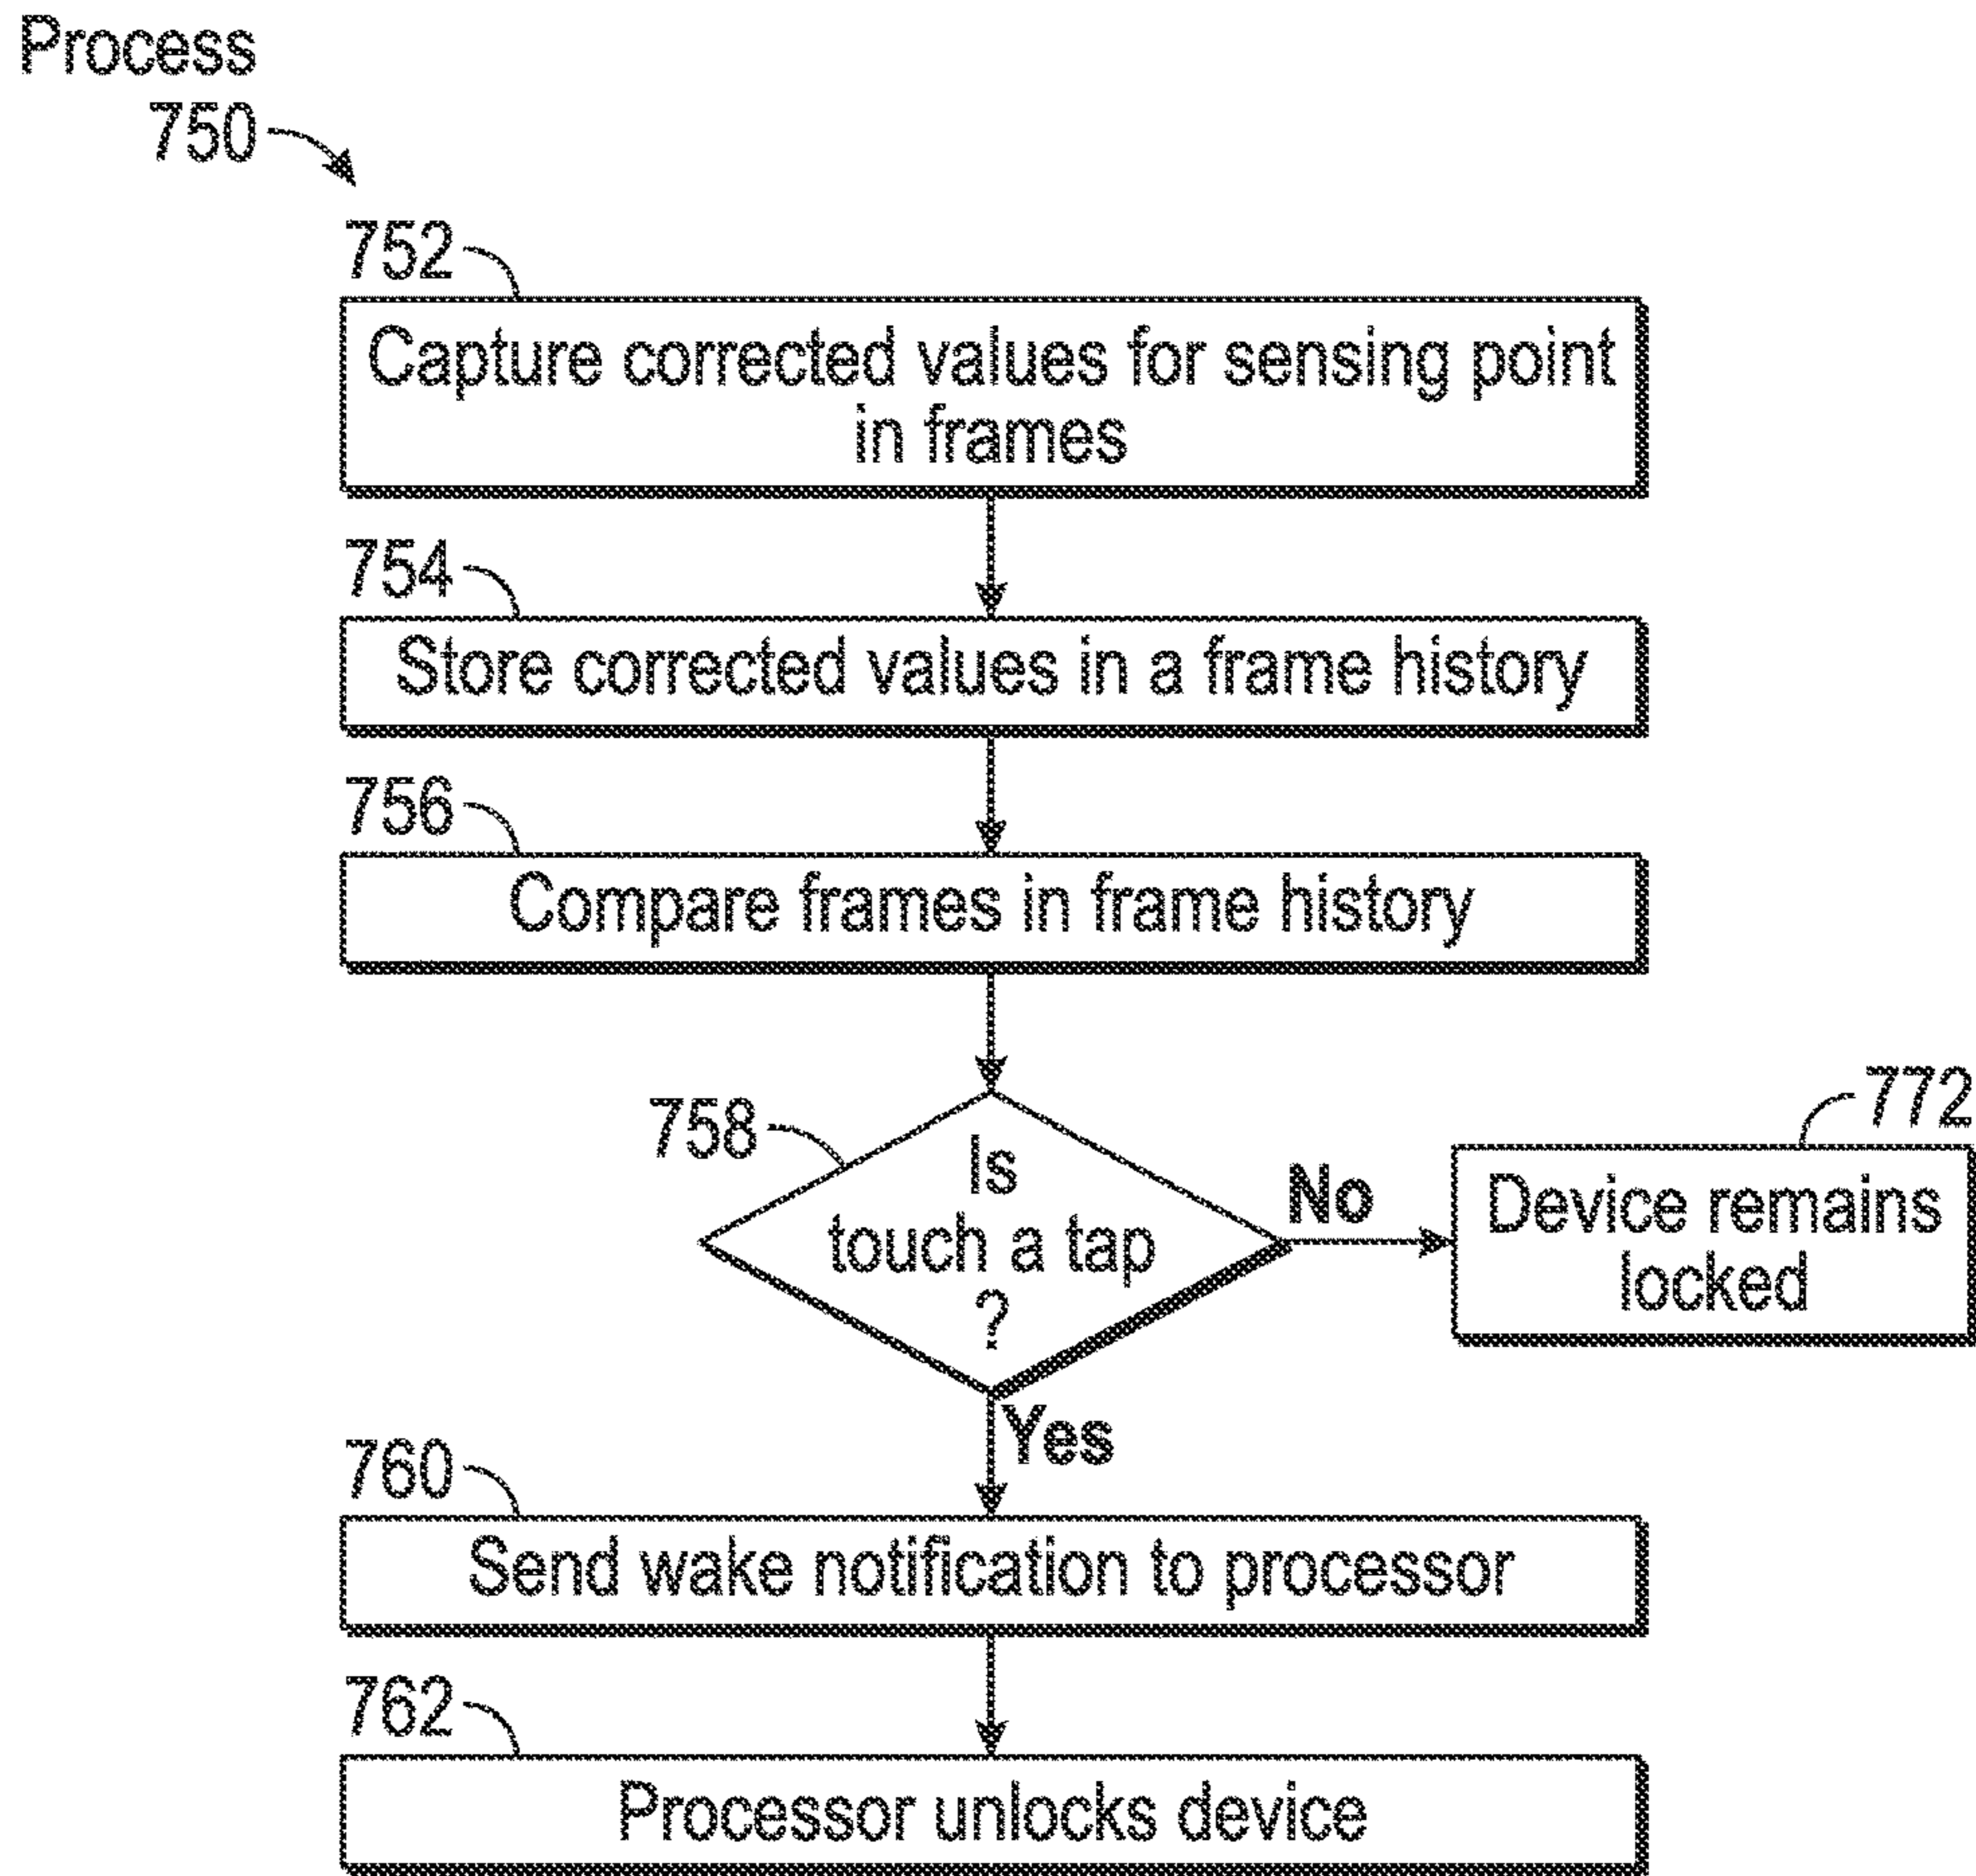 Process
750
752
Capture corrected values for sensing point
in frames
754
Store corrected values in a frame history
756
Compare frames in frame history
758
Is
touch a tap
?
No
772
Device remains
locked
Yes
760
Send wake notification to processor
762
Processor unlocks device